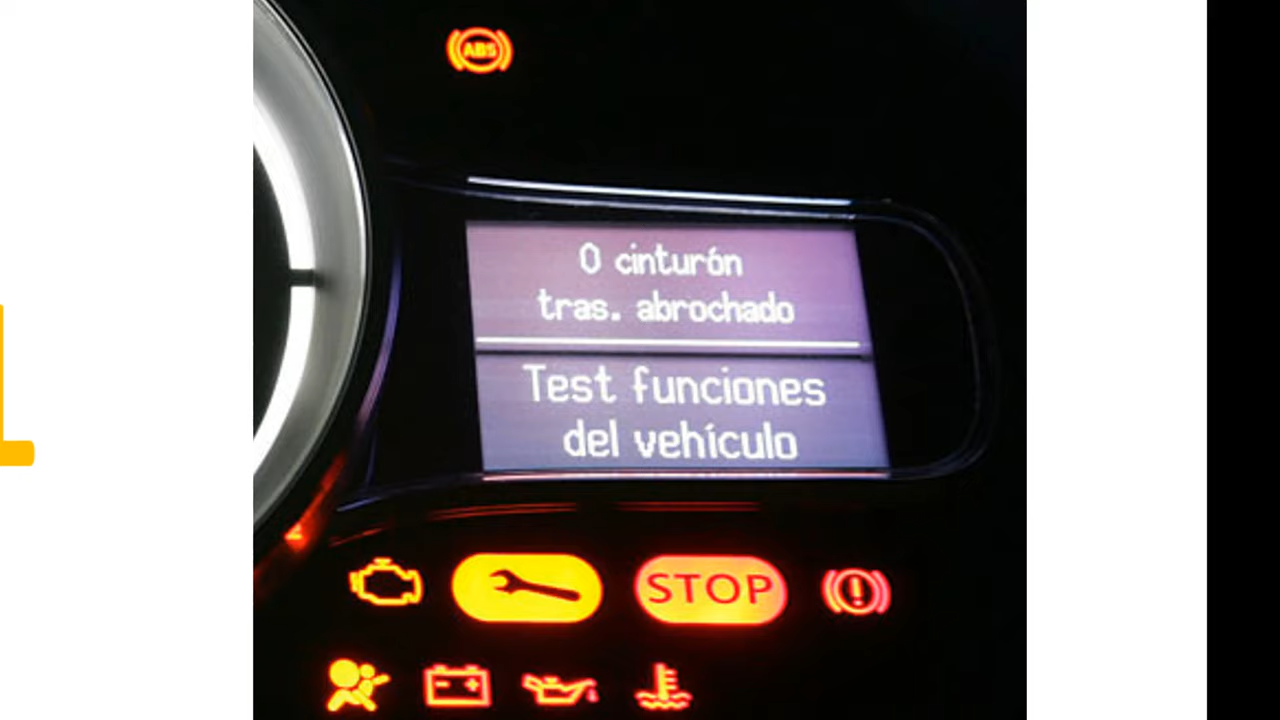 ABS
0 cinturón
tras. abrochado
Test funciones
del vehículo
STOP